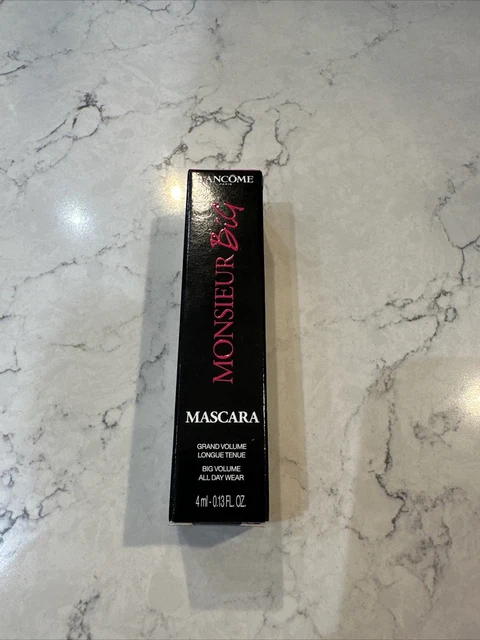 LANCÔME
PARIS
MONSIEUR BIG
MASCARA
GRAND VOLUME
LONGUE TENUE
BIG VOLUME
ALL DAY WEAR
4 ml - 0.13 FL. OZ.